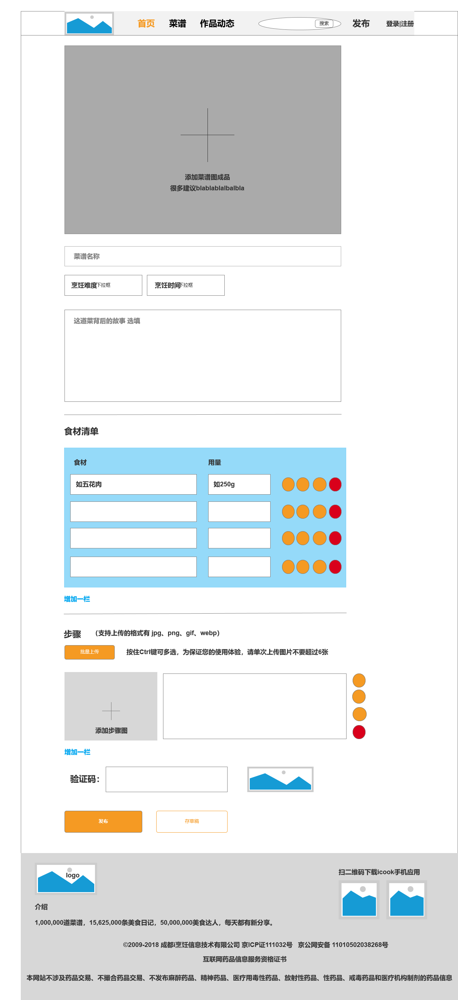 首页 菜谱 作品动态 搜索 发布 登录|注册
添加菜谱图成品
很多建议blablablalbalbla
菜谱名称
烹饪难度下拉框 烹饪时间下拉框
这道菜背后的故事 选填
食材清单
食材 用量
如五花肉 如250g
增加一栏
步骤 （支持上传的格式有 jpg、png、gif、webp）
批量上传 按住Ctrl键可多选，为保证您的使用体验，请单次上传图片不要超过6张
添加步骤图
增加一栏
验证码：
发布 存草稿
logo
扫二维码下载icook手机应用
介绍
1,000,000道菜谱，15,625,000条美食日记，50,000,000美食达人，每天都有新分享。
©2009-2018 成都i烹饪信息技术有限公司 京ICP证111032号 京公网安备 11010502038268号
互联网药品信息服务资格证书
本网站不涉及药品交易、不撮合药品交易、不发布麻醉药品、精神药品、医疗用毒性药品、放射性药品、性药品、戒毒药品和医疗机构制剂的药品信息